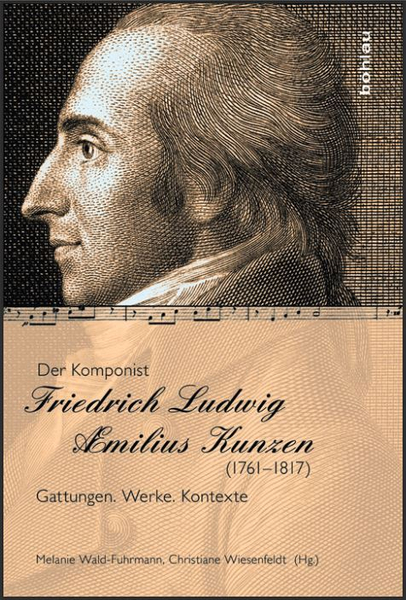 böhlau
Der Komponist
Friedrich Ludwig
Æmilius Kunzen
(1761–1817)
Gattungen. Werke. Kontexte
Melanie Wald-Fuhrmann, Christiane Wiesenfeldt (Hg.)